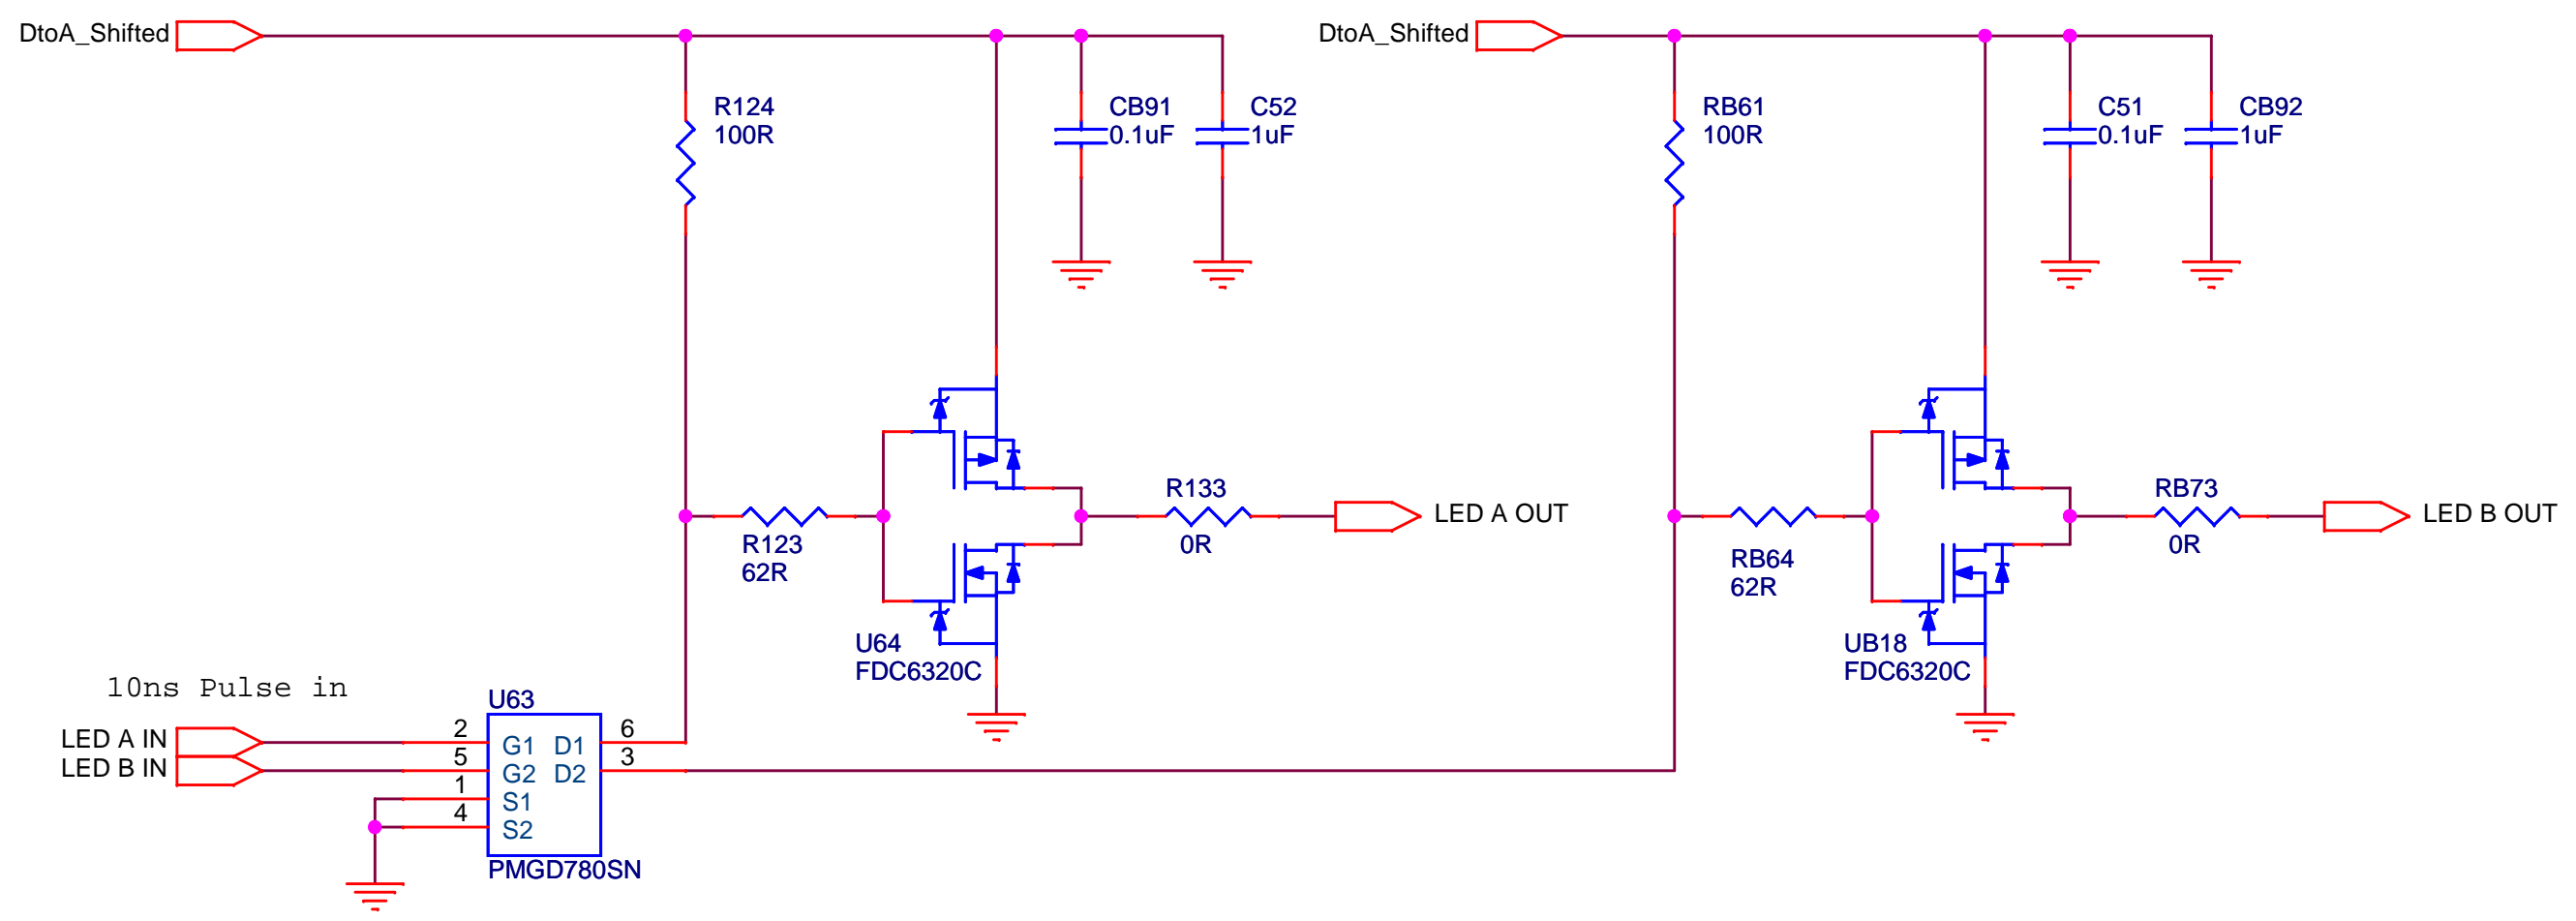 DtoA_Shifted
R124
100R
CB91
0.1uF
C52
1uF
R123
62R
R133
0R
LED A OUT
U64
FDC6320C
DtoA_Shifted
RB61
100R
C51
0.1uF
CB92
1uF
RB64
62R
RB73
0R
LED B OUT
UB18
FDC6320C
10ns Pulse in
LED A IN
LED B IN
U63
2
5
1
4
G1 D1
G2 D2
S1
S2
6
3
PMGD780SN